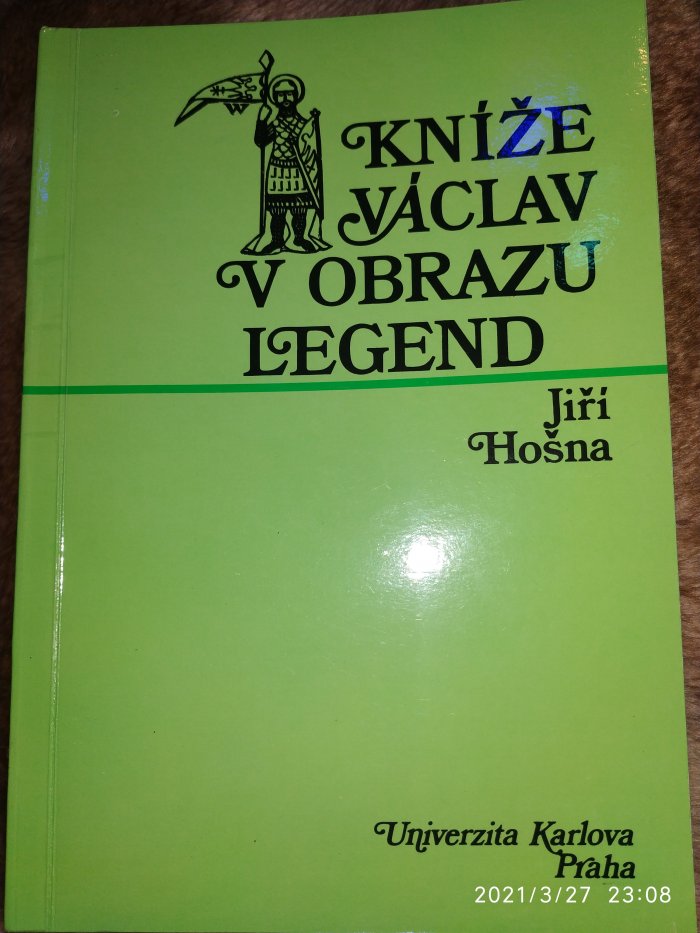 KNÍŽE
VÁCLAV
V OBRAZU
LEGEND
Jiří
Hošna
Univerzita Karlova
Praha
2021/3/27 23:08